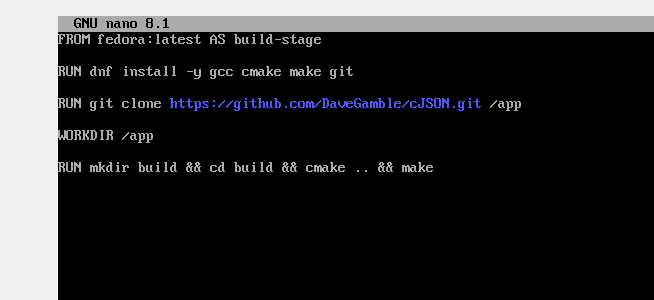 GNU nano 8.1
FROM fedora:latest AS build-stage
RUN dnf install -y gcc cmake make git
RUN git clone https://github.com/DaveGamble/cJSON.git /app
WORKDIR /app
RUN mkdir build && cd build && cmake .. && make